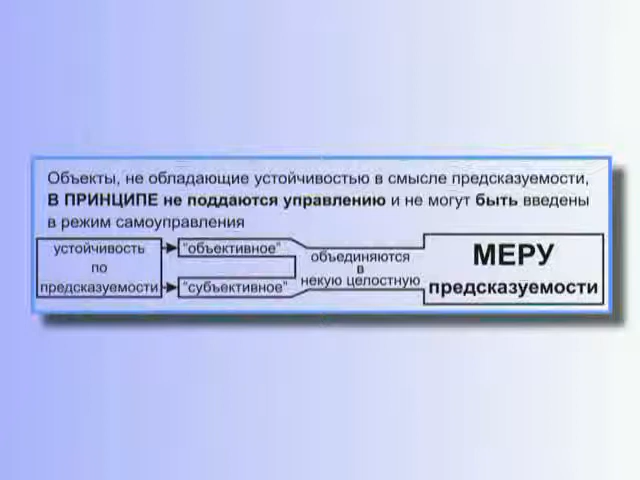 Объекты, не обладающие устойчивостью в смысле предсказуемости,
В ПРИНЦИПЕ не поддаются управлению и не могут быть введены
в режим самоуправления
устойчивость
по
предсказуемости
"объективное"
"субъективное"
объединяются
в
некую целостную
МЕРУ
предсказуемости